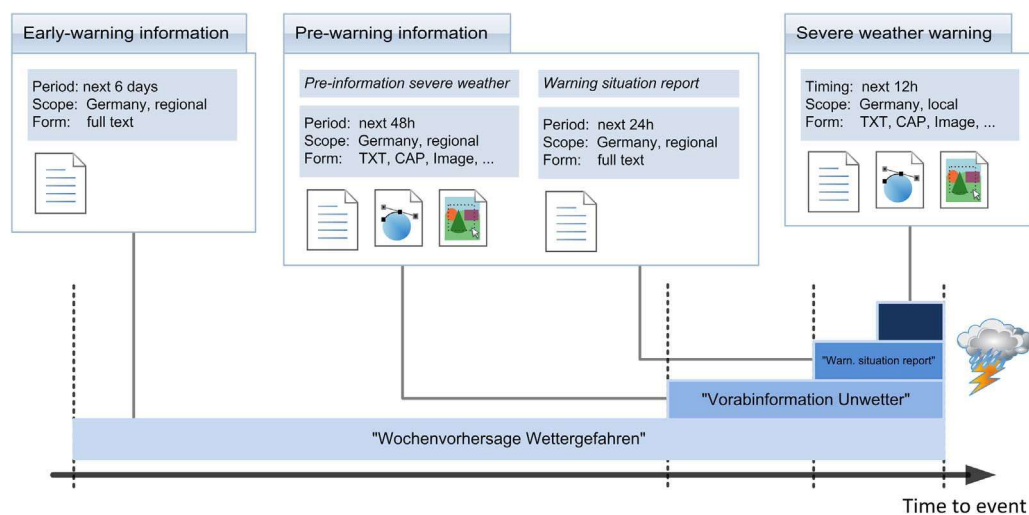 Early-warning information
Period: next 6 days
Scope: Germany, regional
Form: full text
Pre-warning information
Pre-information severe weather
Period: next 48h
Scope: Germany, regional
Form: TXT, CAP, Image, ...
Warning situation report
Period: next 24h
Scope: Germany, regional
Form: full text
Severe weather warning
Timing: next 12h
Scope: Germany, local
Form: TXT, CAP, Image, ...
"Warn. situation report"
"Vorabinformation Unwetter"
"Wochenvorhersage Wettergefahren"
Time to event